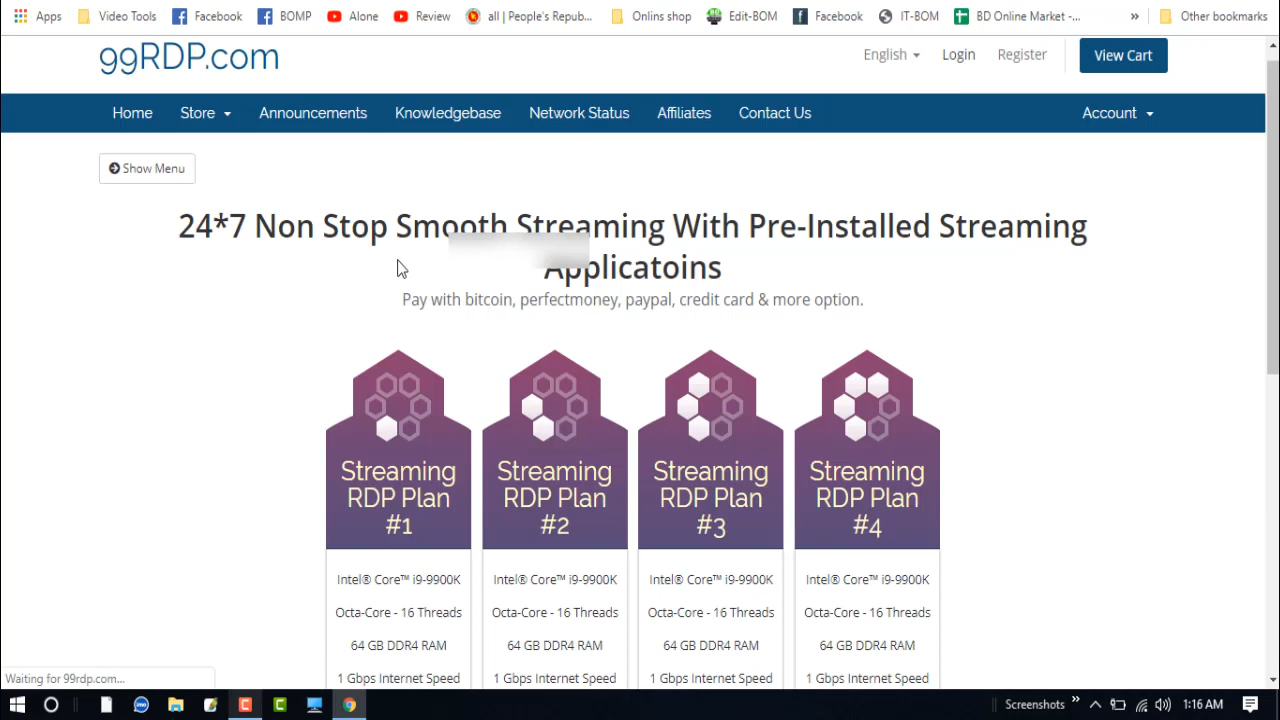 Apps Video Tools Facebook BOMP Alone Review all | People's Repub... Onlins shop Edit-BOM Facebook IT-BOM BD Online Market -... » Other bookmarks
99RDP.com
English Login Register View Cart
Home Store Announcements Knowledgebase Network Status Affiliates Contact Us Account
Show Menu
24*7 Non Stop Smooth Streaming With Pre-Installed Streaming
Applicatoins
Pay with bitcoin, perfectmoney, paypal, credit card & more option.
Streaming Streaming Streaming Streaming
RDP Plan RDP Plan RDP Plan RDP Plan
#1 #2 #3 #4
Intel® Core™ i9-9900K Intel® Core™ i9-9900K Intel® Core™ i9-9900K Intel® Core™ i9-9900K
Octa-Core - 16 Threads Octa-Core - 16 Threads Octa-Core - 16 Threads Octa-Core - 16 Threads
64 GB DDR4 RAM 64 GB DDR4 RAM 64 GB DDR4 RAM 64 GB DDR4 RAM
1 Gbps Internet Speed 1 Gbps Internet Speed 1 Gbps Internet Speed 1 Gbps Internet Speed
Waiting for 99rdp.com...
Screenshots » 1:16 AM